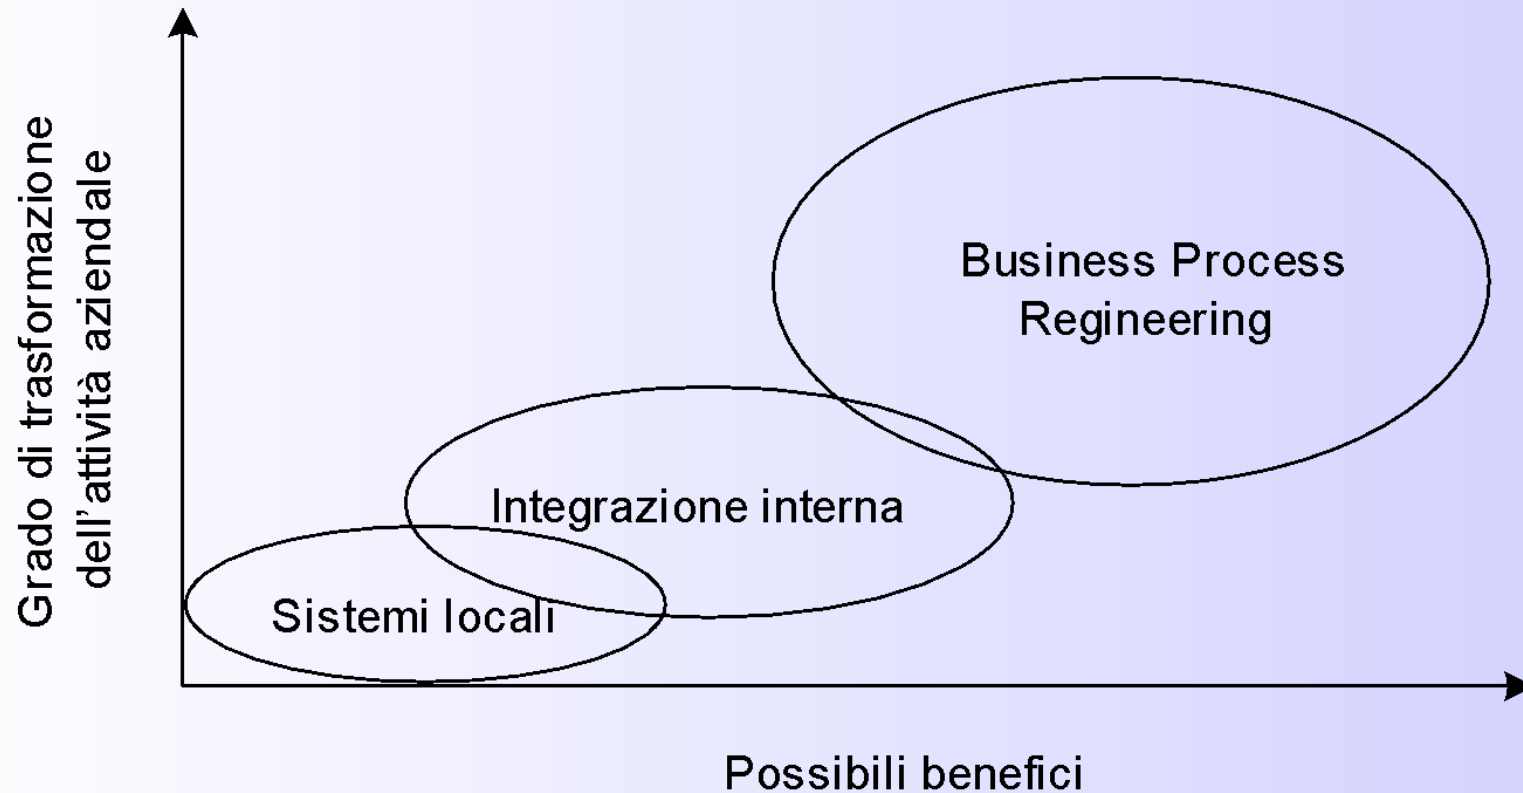 Grado di trasformazione
dell'attività aziendale
Business Process
Regineering
Integrazione interna
Sistemi locali
Possibili benefici